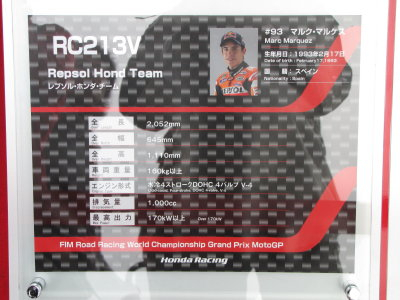 RC213V
Repsol Hond Team
レプソル・ホンダ・チーム
#93 マルク・マルケス
Marc Marquez
生年月日：1993年2月17日
Date of birth : February17,1993
国　籍：スペイン
Nationality : Spain
全長 2,052mm
全幅 645mm
全高 1,110mm
車両重量 160kg以上
エンジン形式 水冷4ストロークDOHC 4バルブ V-4
排気量 1,000cc
最高出力 170kW以上 Over 170kW
FIM Road Racing World Championship Grand Prix MotoGP
Honda Racing